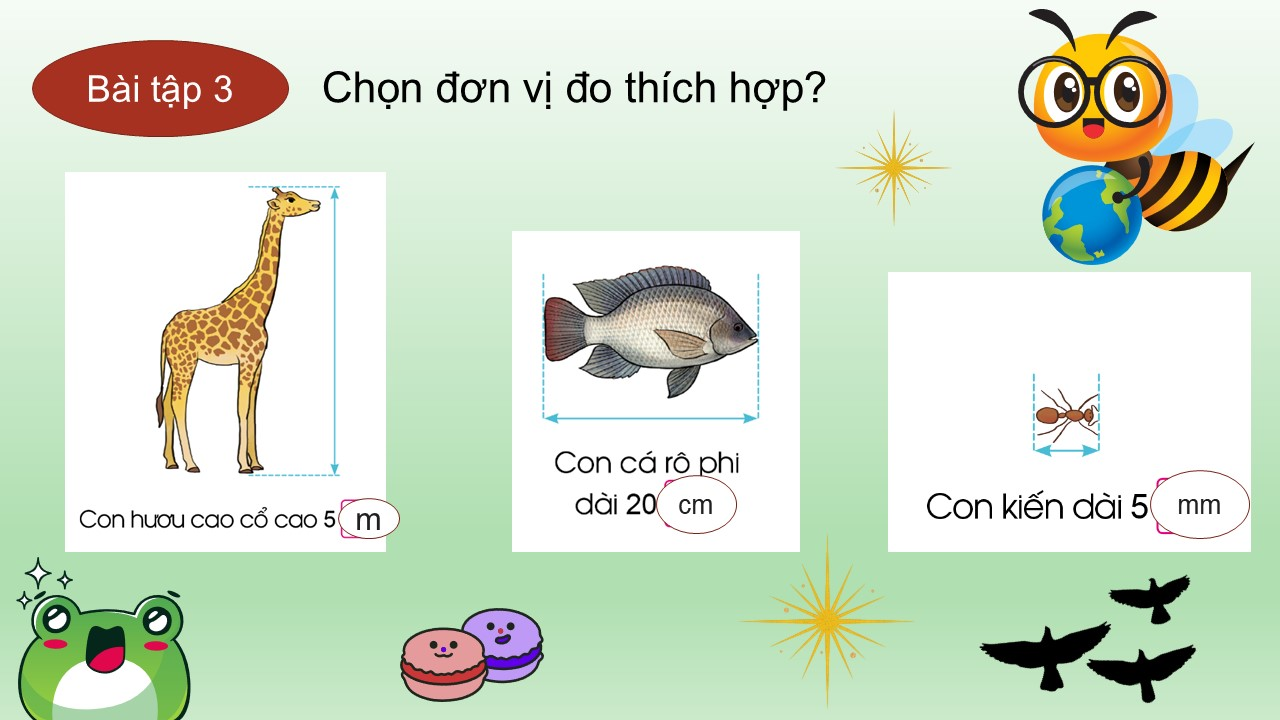 Bài tập 3
Chọn đơn vị đo thích hợp?
Con hươu cao cổ cao 5 m
Con cá rô phi
dài 20 cm
Con kiến dài 5 mm